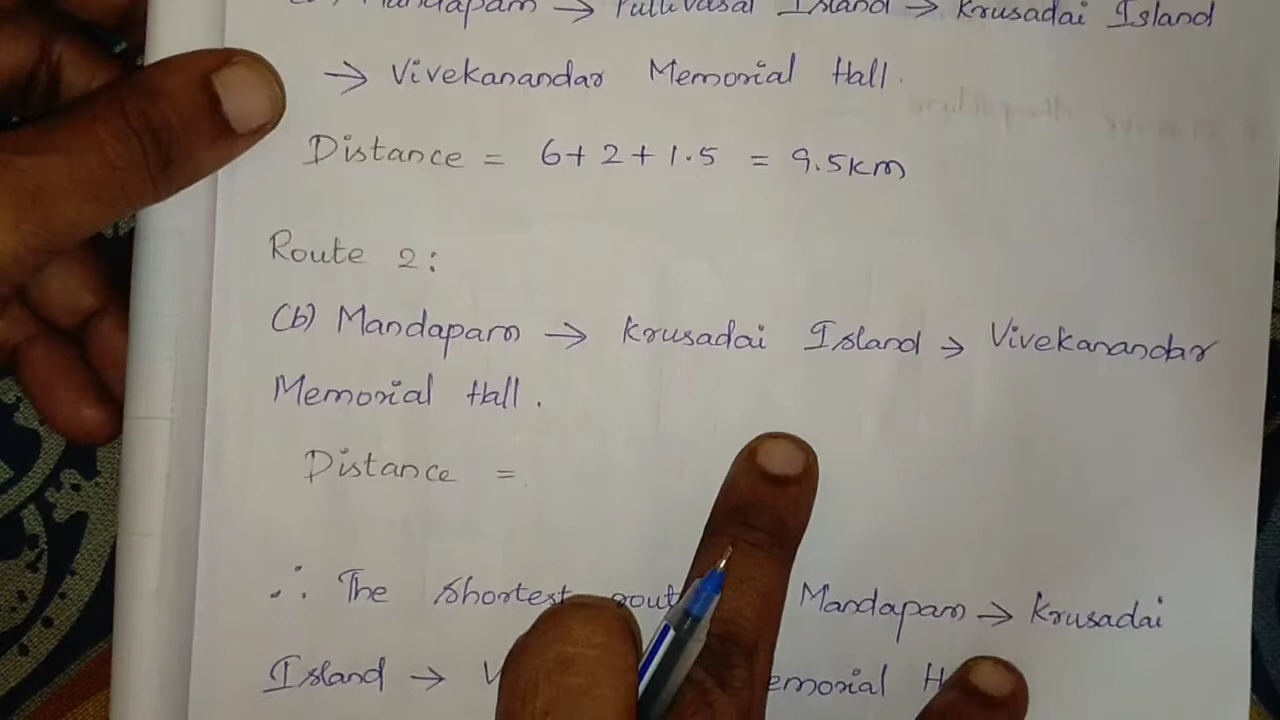 Mandapam → Pullivasal Island → Krusadai Island
→ Vivekanandar Memorial Hall.
Distance = 6+ 2 + 1.5 = 9.5km
Route 2:
(b) Mandapam → Krusadai Island → Vivekanandar
Memorial Hall.
Distance =
∴ The shortest Mandapam → Krusadai
Island →